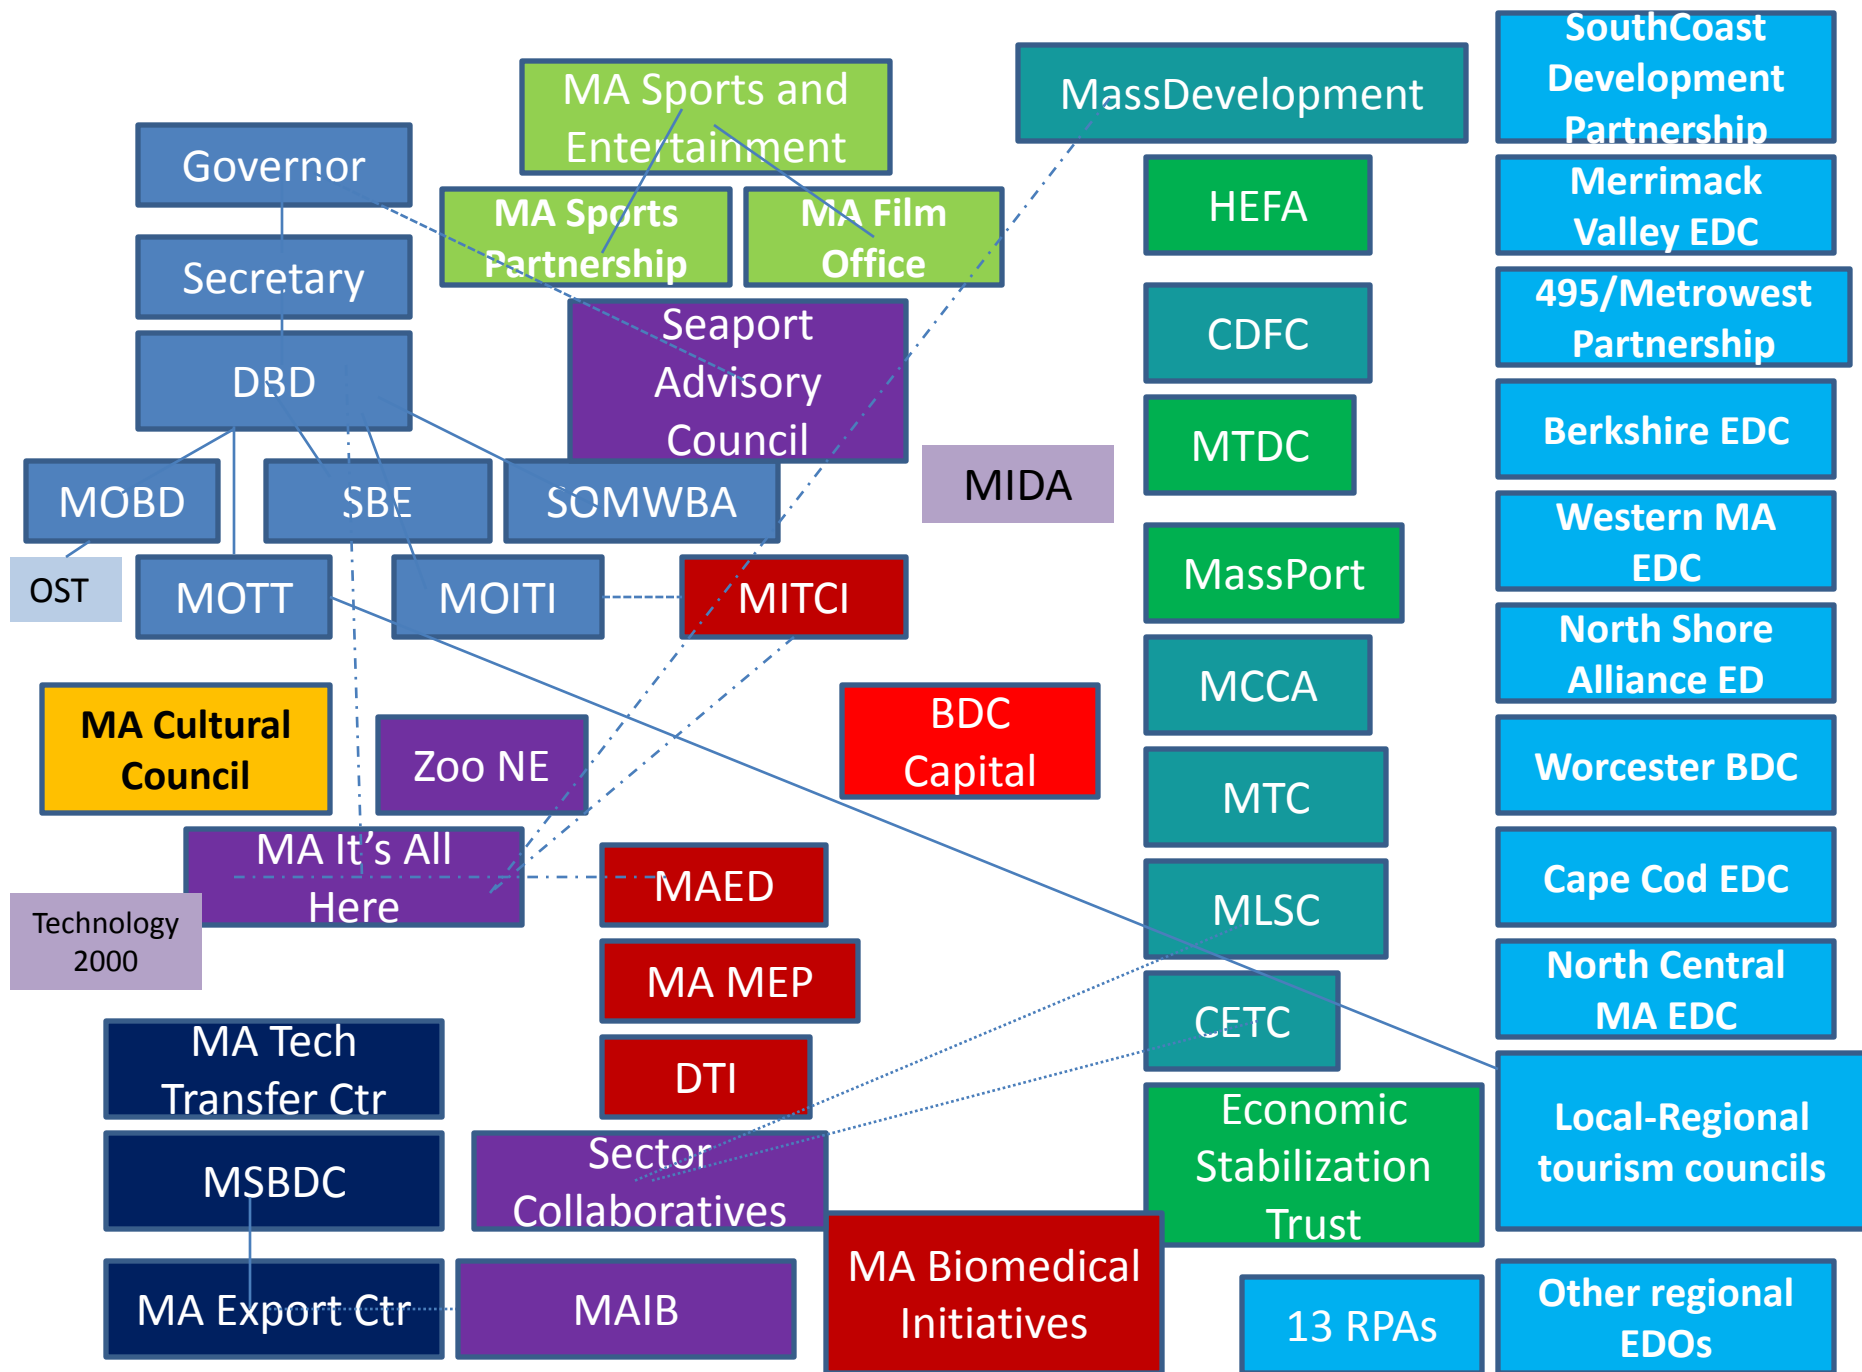 MA Sports and
Entertainment
MassDevelopment
SouthCoast
Development
Partnership
Governor
MA Sports
Partnership
MA Film
Office
HEFA
Merrimack
Valley EDC
Secretary
Seaport
Advisory
Council
CDFC
495/Metrowest
Partnership
DBD
MTDC
Berkshire EDC
MOBD
SBE
SOMWBA
MIDA
Western MA
EDC
OST
MOTT
MOITI
MITCI
MassPort
North Shore
Alliance ED
MA Cultural
Council
Zoo NE
BDC
Capital
MCCA
Worcester BDC
MTC
MA It’s All
Here
MAED
MLSC
Cape Cod EDC
Technology
2000
MA MEP
CETC
North Central
MA EDC
MA Tech
Transfer Ctr
DTI
Economic
Stabilization
Trust
Local-Regional
tourism councils
MSBDC
Sector
Collaboratives
MA Export Ctr
MAIB
MA Biomedical
Initiatives
13 RPAs
Other regional
EDOs